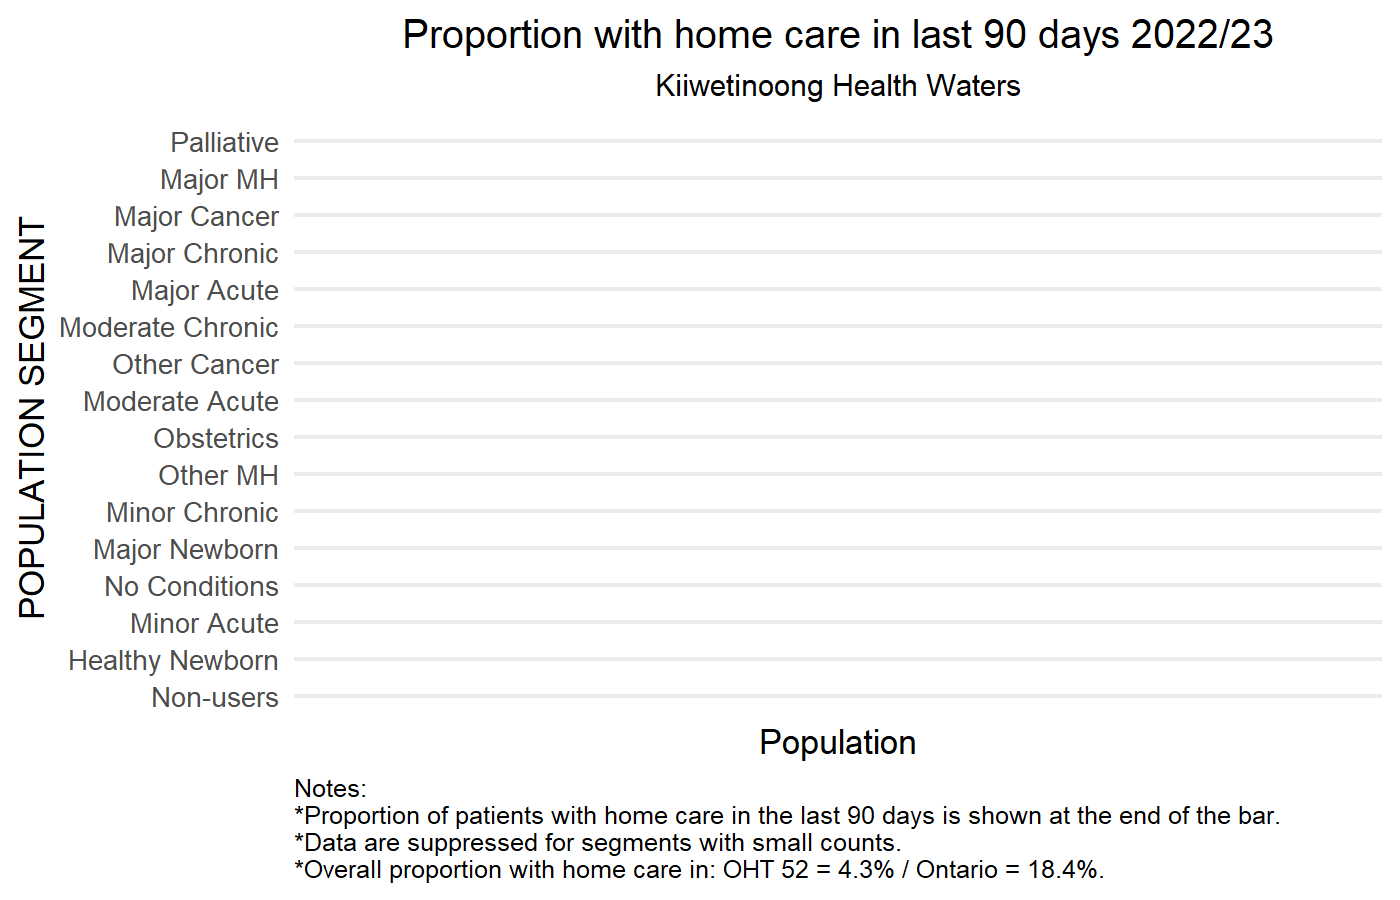 Proportion with home care in last 90 days 2022/23
Kiiwetinoong Health Waters
POPULATION SEGMENT
Palliative
Major MH
Major Cancer
Major Chronic
Major Acute
Moderate Chronic
Other Cancer
Moderate Acute
Obstetrics
Other MH
Minor Chronic
Major Newborn
No Conditions
Minor Acute
Healthy Newborn
Non-users
Population
Notes:
*Proportion of patients with home care in the last 90 days is shown at the end of the bar.
*Data are suppressed for segments with small counts.
*Overall proportion with home care in: OHT 52 = 4.3% / Ontario = 18.4%.